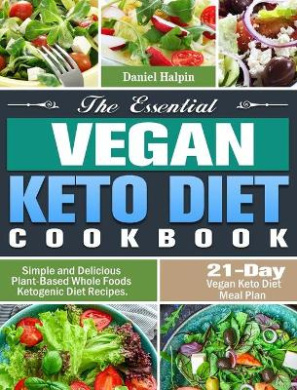 Daniel Halpin
The Essential
VEGAN
KETO DIET
COOKBOOK
Simple and Delicious
Plant-Based Whole Foods
Ketogenic Diet Recipes.
21-Day
Vegan Keto Diet
Meal Plan